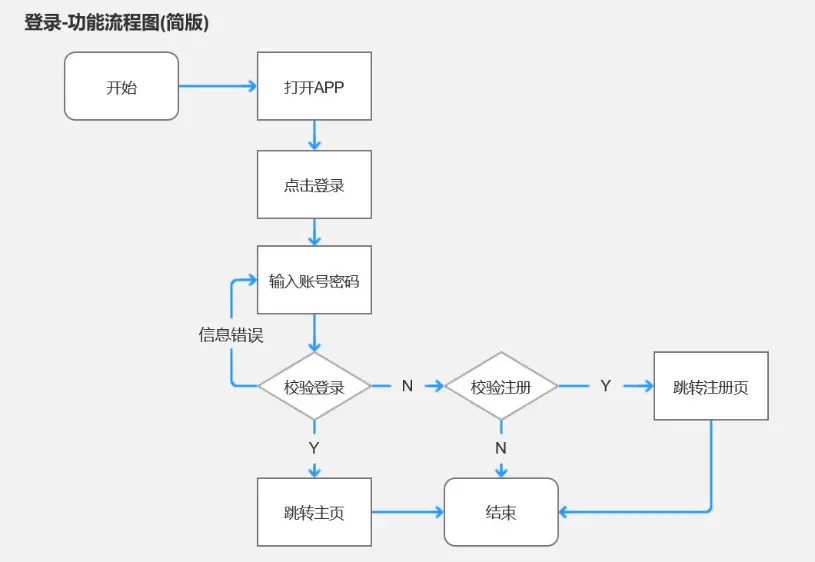 登录-功能流程图(简版)
开始
打开APP
点击登录
输入账号密码
信息错误
校验登录
N
校验注册
Y
跳转注册页
Y
N
跳转主页
结束